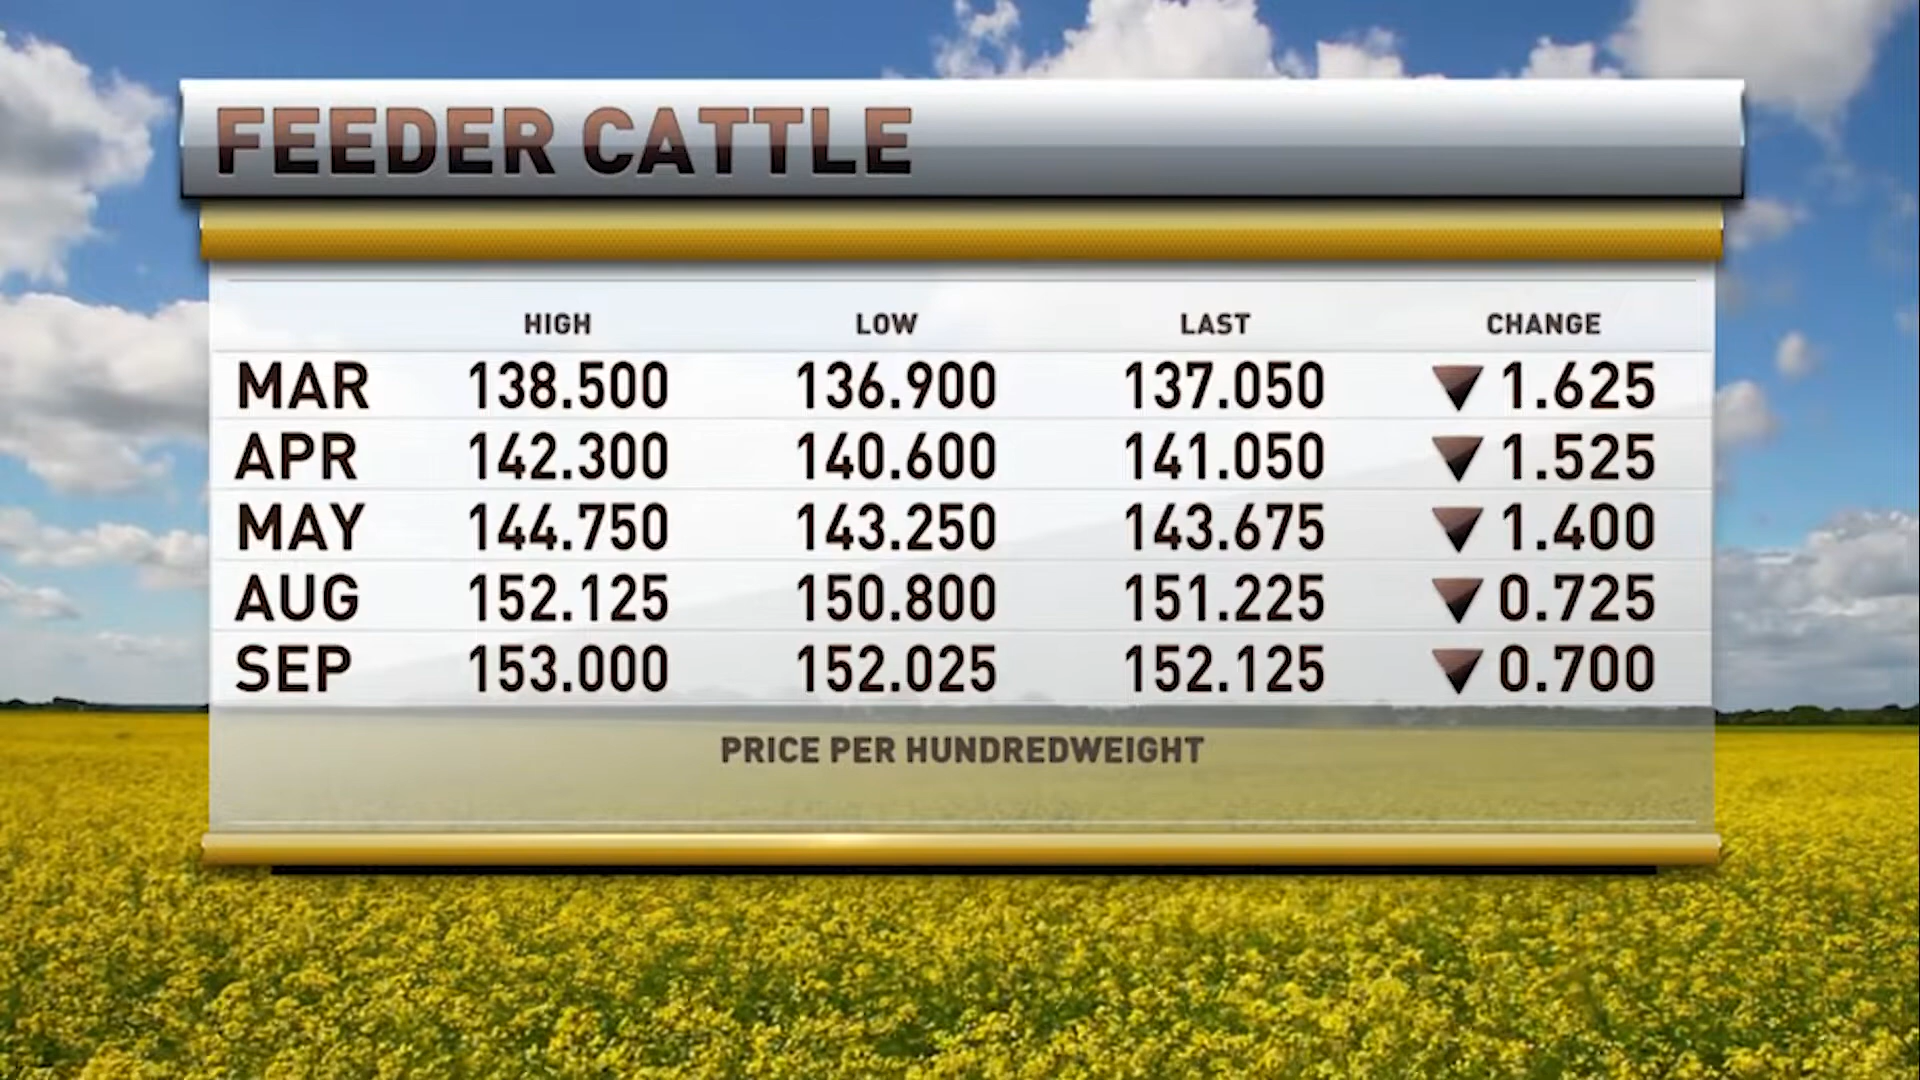 FEEDER CATTLE
HIGH LOW LAST CHANGE
MAR 138.500 136.900 137.050 ▼ 1.625
APR 142.300 140.600 141.050 ▼ 1.525
MAY 144.750 143.250 143.675 ▼ 1.400
AUG 152.125 150.800 151.225 ▼ 0.725
SEP 153.000 152.025 152.125 ▼ 0.700
PRICE PER HUNDREDWEIGHT